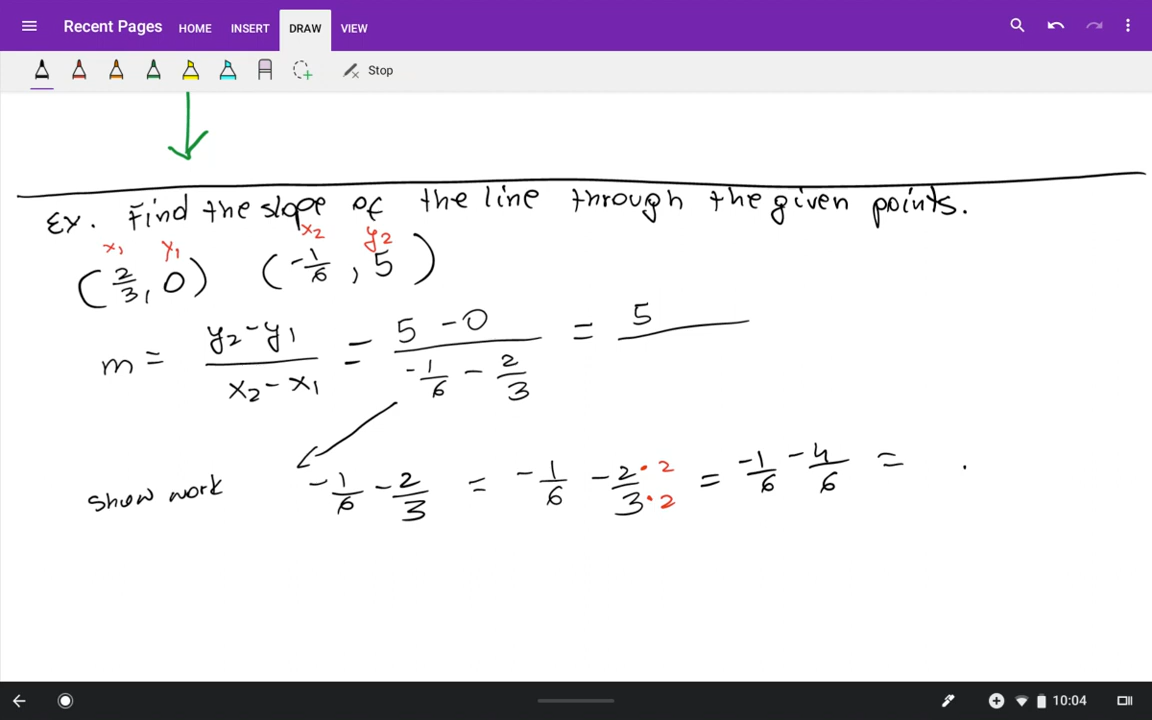 Recent Pages HOME INSERT DRAW VIEW
Stop
Ex. Find the slope of the line through the given points.
x₁ y₁ x₂ y₂
(2/3, 0) (-1/6, 5)
m = (y₂-y₁)/(x₂-x₁) = (5-0)/(-1/6 - 2/3) = 5/
show work -1/6 - 2/3 = -1/6 - 2·2/3·2 = -1/6 - 4/6 = .
10:04